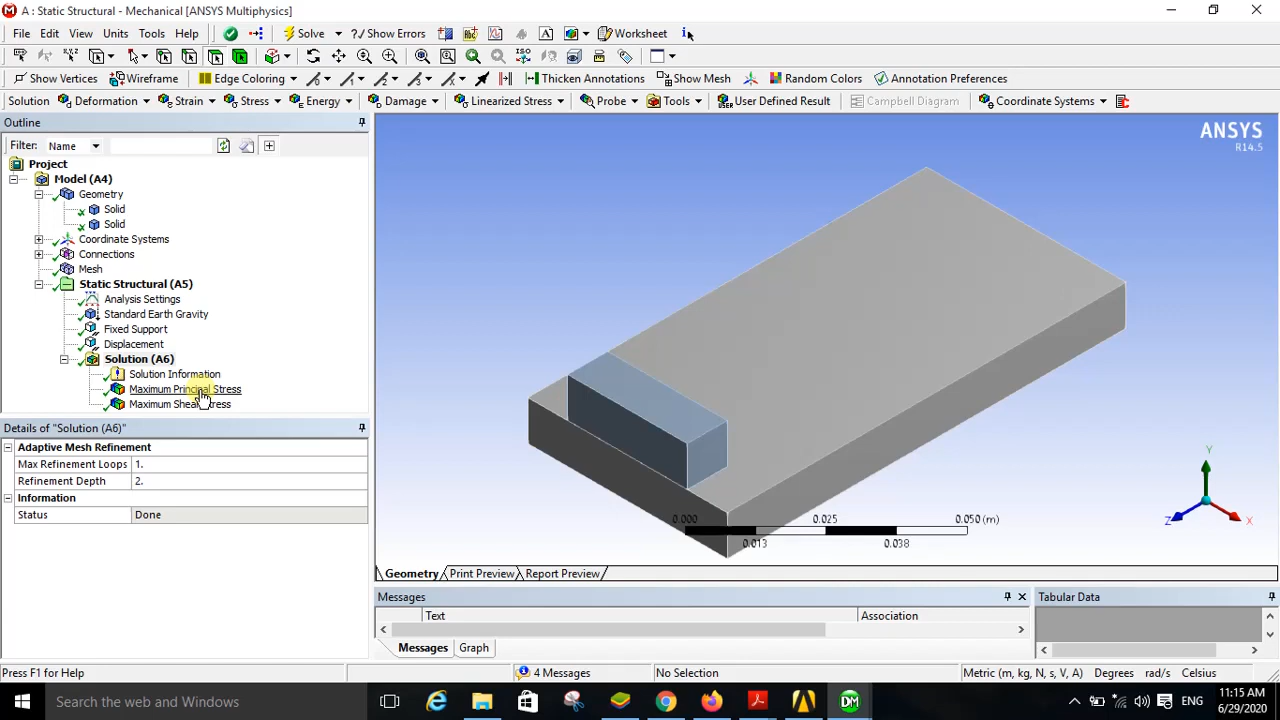 A : Static Structural - Mechanical [ANSYS Multiphysics]
File Edit View Units Tools Help Solve Show Errors Worksheet i
Show Vertices Wireframe Edge Coloring Thicken Annotations Show Mesh Random Colors Annotation Preferences
Solution Deformation Strain Stress Energy Damage Linearized Stress Probe Tools User Defined Result Campbell Diagram Coordinate Systems
Outline
Filter: Name
Project
Model (A4)
Geometry
Solid
Solid
Coordinate Systems
Connections
Mesh
Static Structural (A5)
Analysis Settings
Standard Earth Gravity
Fixed Support
Displacement
Solution (A6)
Solution Information
Maximum Principal Stress
Maximum Shear Stress
Details of "Solution (A6)"
Adaptive Mesh Refinement
Max Refinement Loops 1.
Refinement Depth 2.
Information
Status Done
ANSYS
R14.5
0.000 0.025 0.050 (m)
0.013 0.038
Y
Z X
Geometry Print Preview Report Preview
Messages
Text Association
Messages Graph
Tabular Data
Press F1 for Help 4 Messages No Selection Metric (m, kg, N, s, V, A) Degrees rad/s Celsius
Search the web and Windows
DM
ENG
11:15 AM
6/29/2020